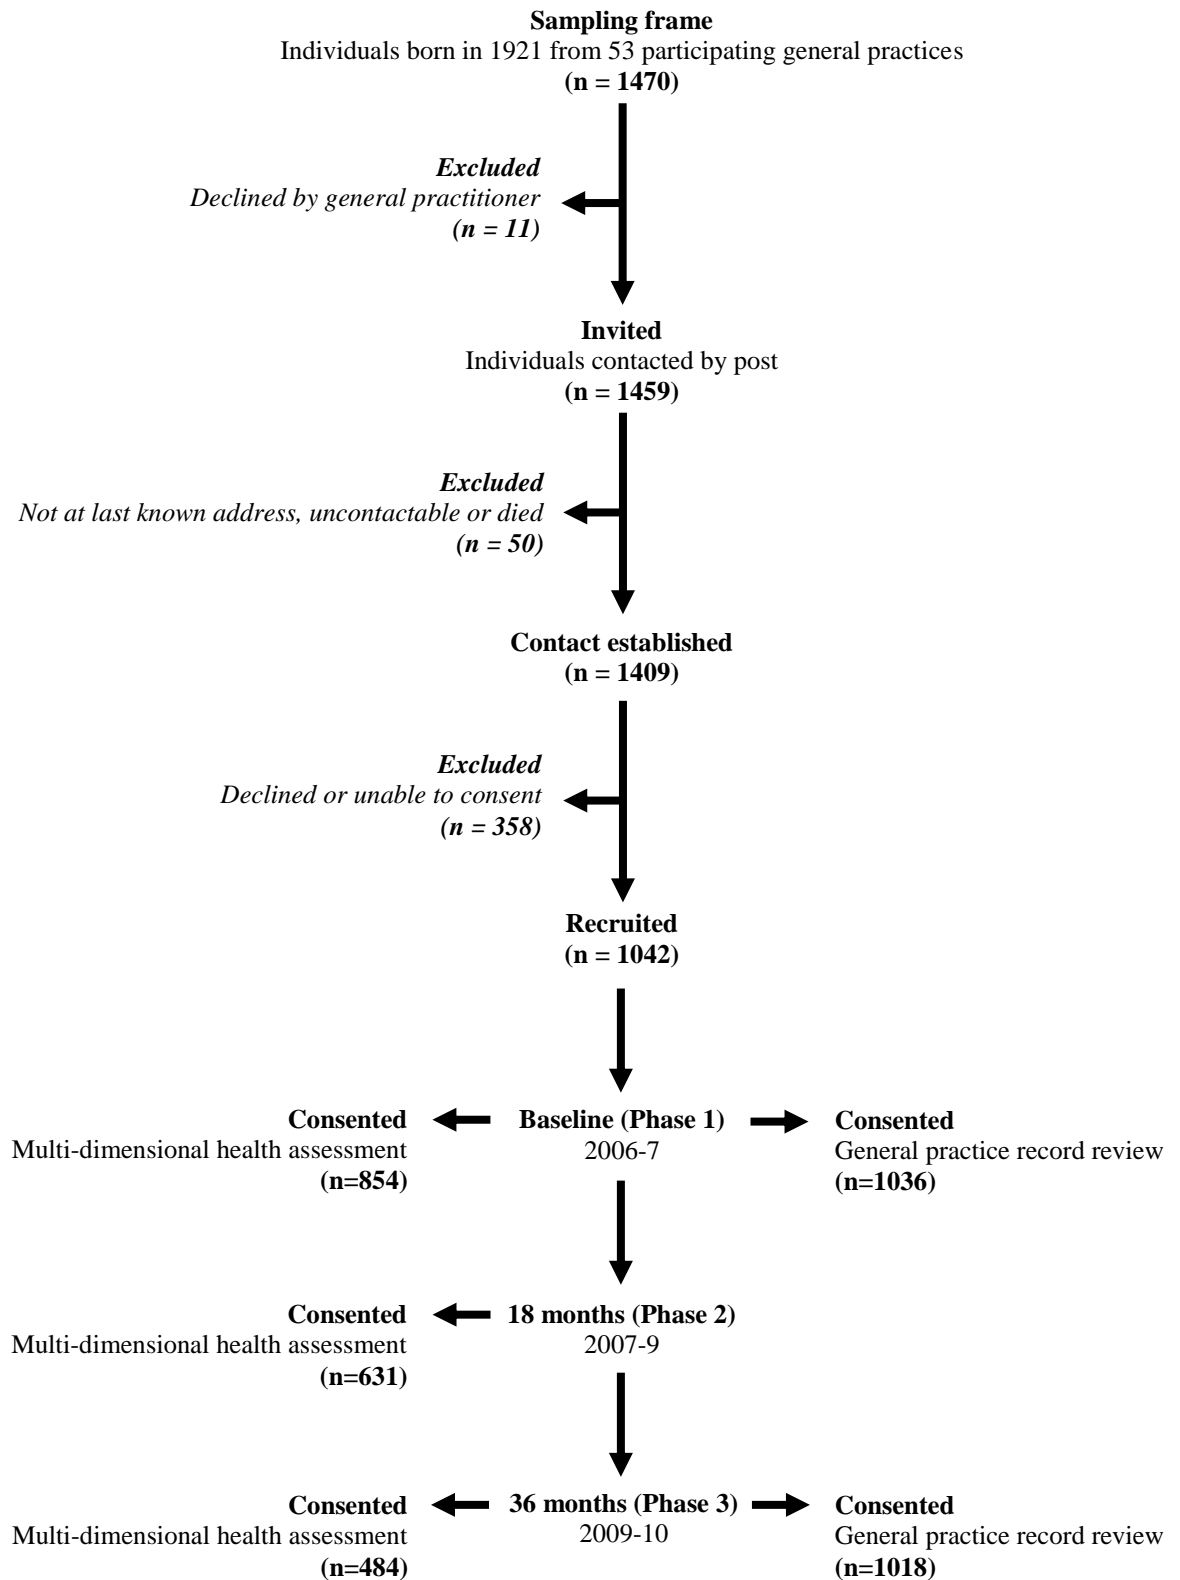 Sampling frame
Individuals born in 1921 from 53 participating general practices
(n = 1470)
Excluded
Declined by general practitioner
(n = 11)
Invited
Individuals contacted by post
(n = 1459)
Excluded
Not at last known address, uncontactable or died
(n = 50)
Contact established
(n = 1409)
Excluded
Declined or unable to consent
(n = 358)
Recruited
(n = 1042)
Consented
Multi-dimensional health assessment
(n=854)
Baseline (Phase 1)
2006-7
Consented
General practice record review
(n=1036)
Consented
Multi-dimensional health assessment
(n=631)
18 months (Phase 2)
2007-9
Consented
Multi-dimensional health assessment
(n=484)
36 months (Phase 3)
2009-10
Consented
General practice record review
(n=1018)